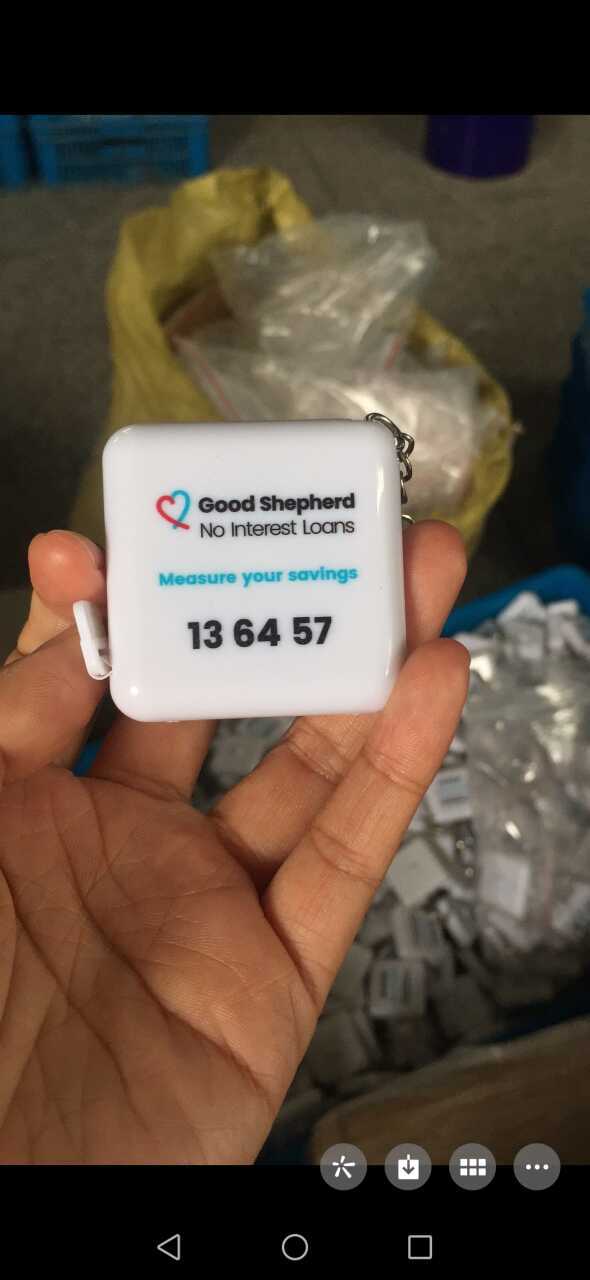 Good Shepherd
No Interest Loans
Measure your savings
13 64 57